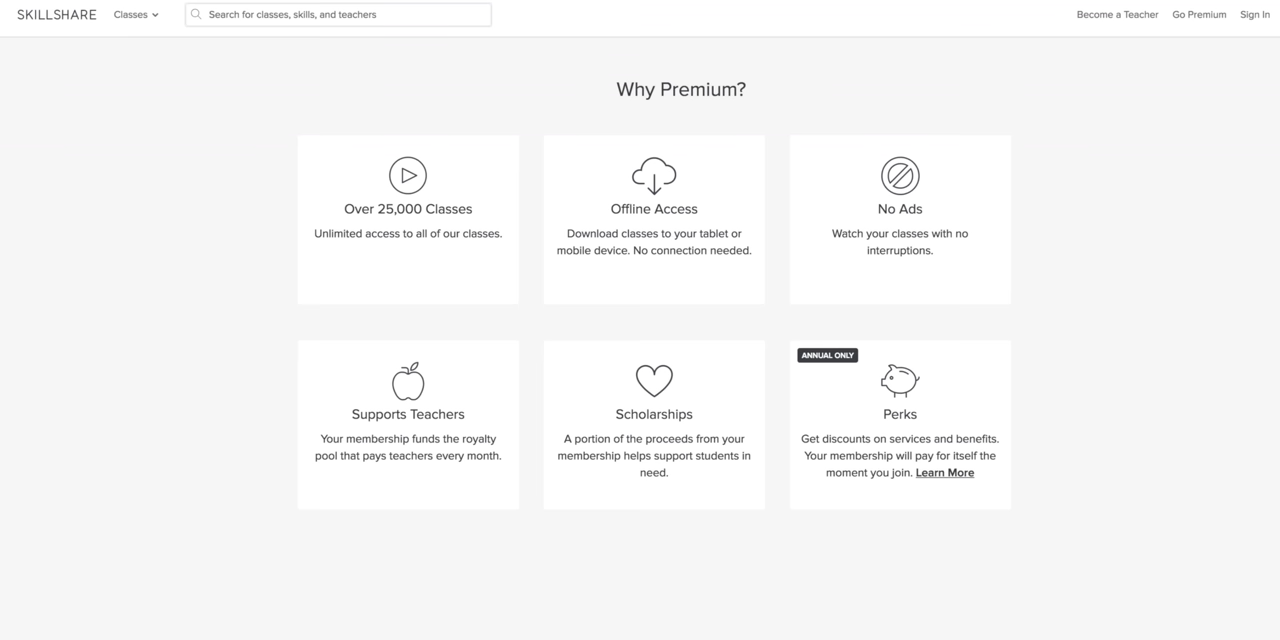 SKILLSHARE
Classes
Search for classes, skills, and teachers
Become a Teacher
Go Premium
Sign In
Why Premium?
Over 25,000 Classes
Unlimited access to all of our classes.
Offline Access
Download classes to your tablet or
mobile device. No connection needed.
No Ads
Watch your classes with no
interruptions.
Supports Teachers
Your membership funds the royalty
pool that pays teachers every month.
Scholarships
A portion of the proceeds from your
membership helps support students in
need.
ANNUAL ONLY
Perks
Get discounts on services and benefits.
Your membership will pay for itself the
moment you join. Learn More